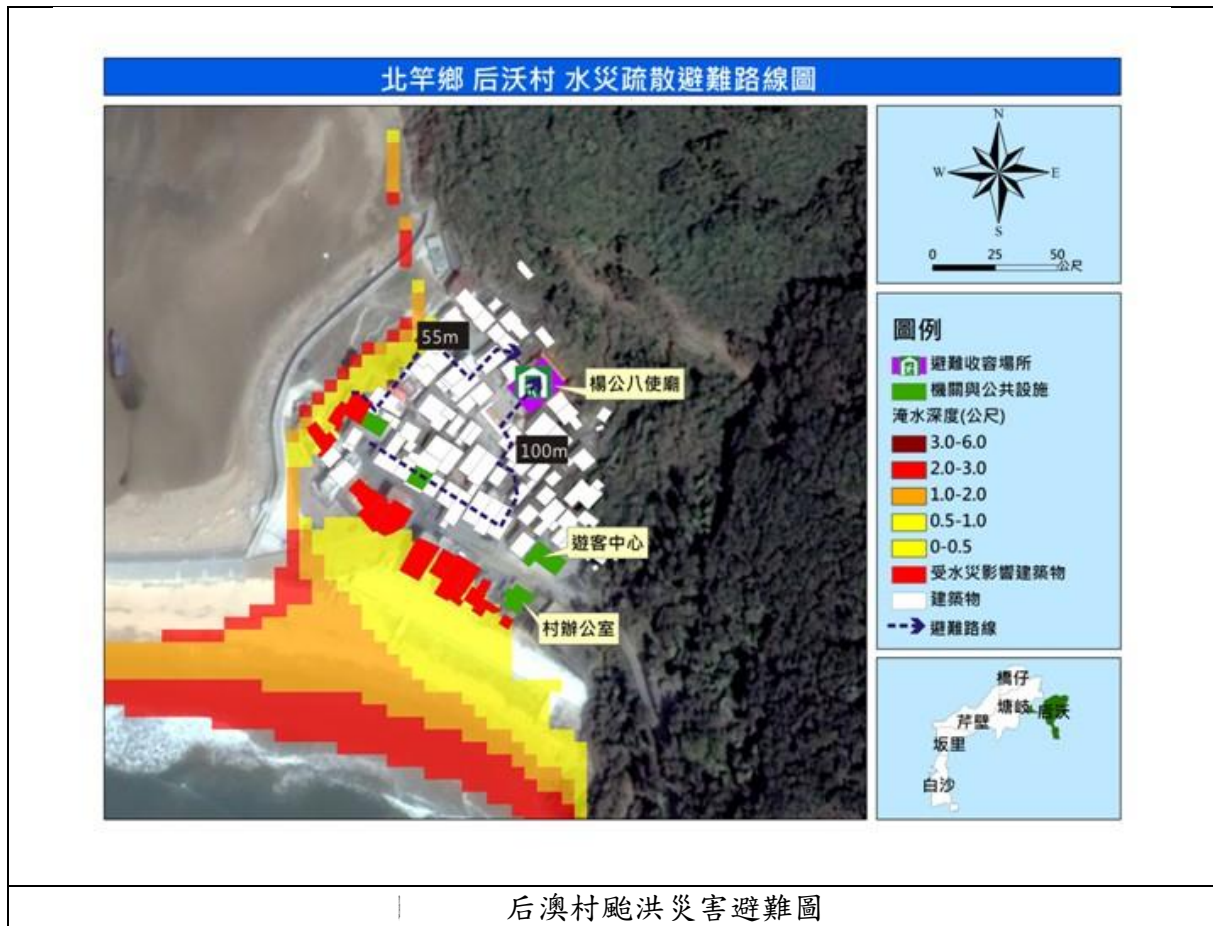 北竿鄉 后沃村 水災疏散避難路線圖
N
W
E
S
0 25 50
公尺
55m
楊公八使廟
100m
遊客中心
村辦公室
圖例
避難收容場所
機關與公共設施
淹水深度(公尺)
3.0-6.0
2.0-3.0
1.0-2.0
0.5-1.0
0-0.5
受水災影響建築物
建築物
避難路線
橋仔
塘岐
后沃
芹壁
坂里
白沙
后澳村颱洪災害避難圖